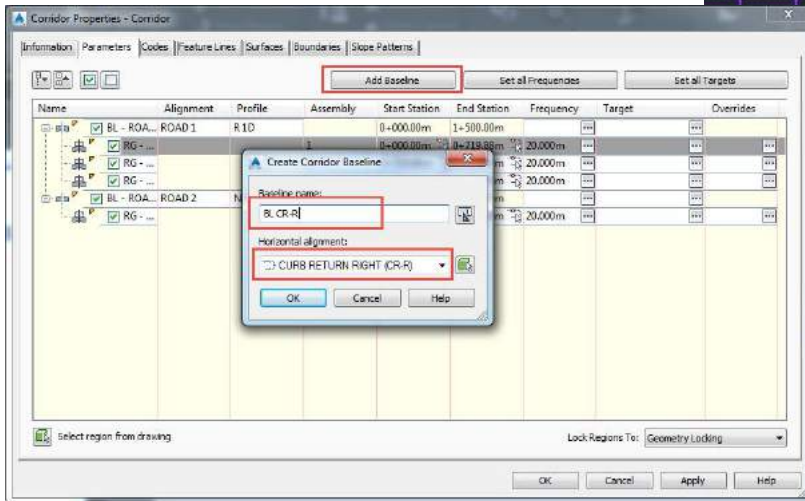 Corridor Properties - Corridor
Information Parameters Codes Feature Lines Surfaces Boundaries Slope Patterns
Add Baseline Set all Frequencies Set all Targets
Name Alignment Profile Assembly Start Station End Station Frequency Target Overrides
BL - ROA... ROAD 1 R 1D 0+000.00m 1+500.00m
RG - ... 1 0+000.00m 0+719.88m 20.000m
RG - ... m 20.000m
RG - ... m 20.000m
BL - ROA... ROAD 2 N m
RG - ... m 20.000m
Create Corridor Baseline
Baseline name:
BL CR-R
Horizontal alignment:
CURB RETURN RIGHT (CR-R)
OK Cancel Help
Select region from drawing Lock Regions To: Geometry Locking
OK Cancel Apply Help